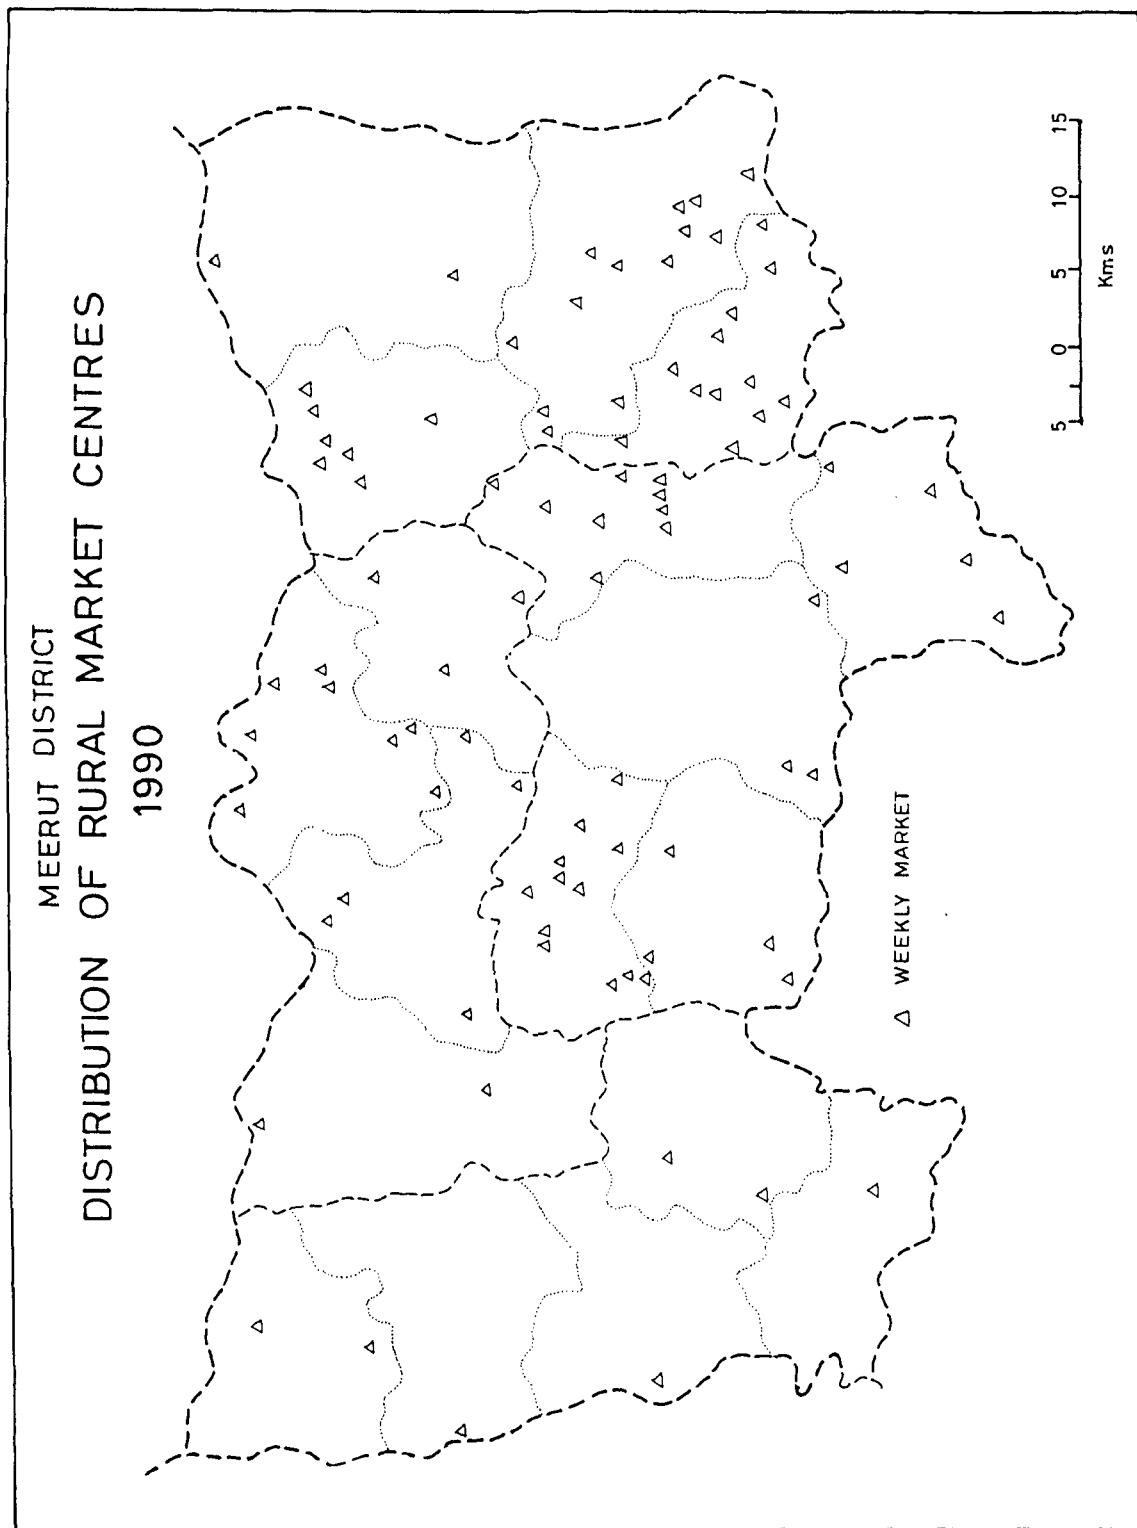 MEERUT DISTRICT
DISTRIBUTION OF RURAL MARKET CENTRES
1990
WEEKLY MARKET
5 0 5 10 15
Kms